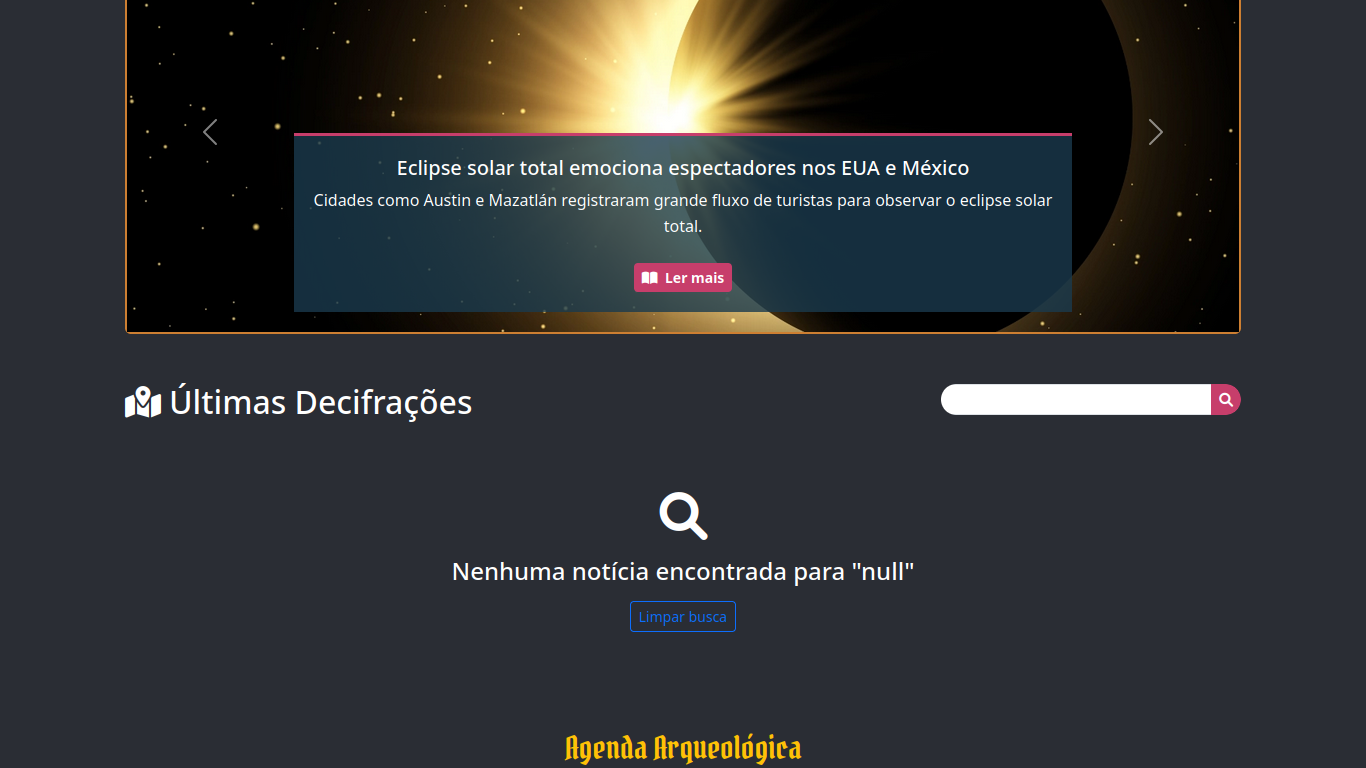 Eclipse solar total emociona espectadores nos EUA e México
Cidades como Austin e Mazatlán registraram grande fluxo de turistas para observar o eclipse solar
total.
Ler mais
Últimas Decifrações
Nenhuma notícia encontrada para "null"
Limpar busca
Agenda Arqueológica